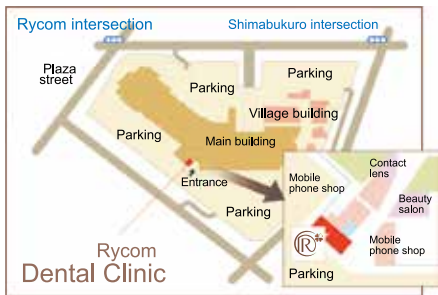 Rycom intersection
Shimabukuro intersection
Plaza
street
Parking
Parking
Village building
Parking
Main building
Entrance
Parking
Contact
lens
Mobile
phone shop
Beauty
salon
Mobile
phone shop
Parking
Rycom
Dental Clinic